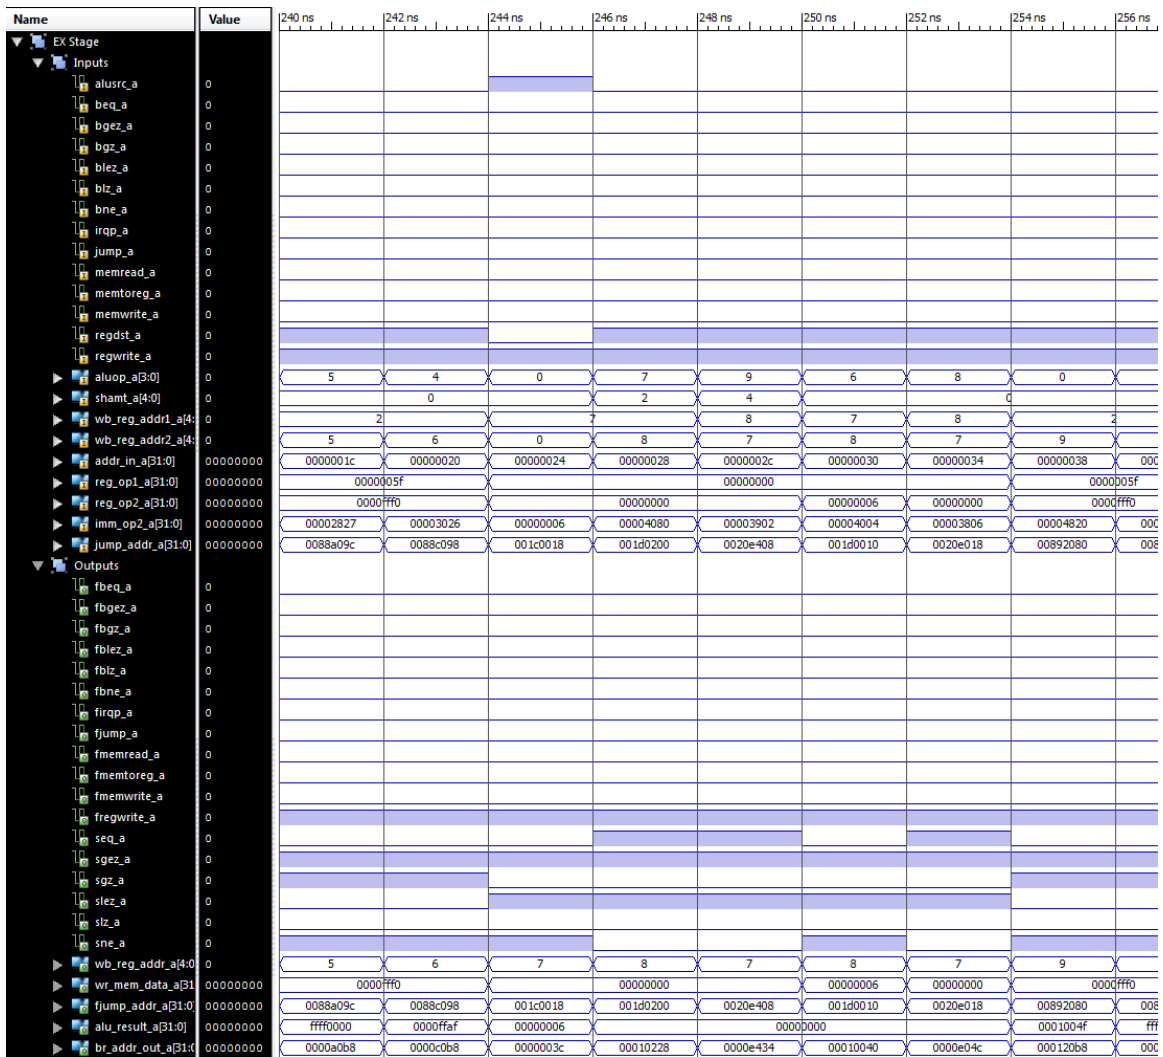 Name Value 240 ns 242 ns 244 ns 246 ns 248 ns 250 ns 252 ns 254 ns 256 ns
EX Stage
Inputs
alusrc_a 0
beq_a 0
bgez_a 0
bgz_a 0
blez_a 0
blz_a 0
bne_a 0
irqp_a 0
jump_a 0
memread_a 0
memtoreg_a 0
memwrite_a 0
regdst_a 0
regwrite_a 0
aluop_a[3:0] 0 5 4 0 7 9 6 8 0
shamt_a[4:0] 0 0 2 4 0
wb_reg_addr1_a[4: 0 2 7 8 7 8 2
wb_reg_addr2_a[4: 0 5 6 0 8 7 8 7 9
addr_in_a[31:0] 00000000 0000001c 00000020 00000024 00000028 0000002c 00000030 00000034 00000038 000
reg_op1_a[31:0] 00000000 0000005f 00000000 0000005f
reg_op2_a[31:0] 00000000 0000fff0 00000000 00000006 00000000 0000fff0
imm_op2_a[31:0] 00000000 00002827 00003026 00000006 00004080 00003902 00004004 00003806 00004820 000
jump_addr_a[31:0] 00000000 0088a09c 0088c098 001c0018 001d0200 0020e408 001d0010 0020e018 00892080 008
Outputs
fbeq_a 0
fbgez_a 0
fbgz_a 0
fblez_a 0
fblz_a 0
fbne_a 0
firqp_a 0
fjump_a 0
fmemread_a 0
fmemtoreg_a 0
fmemwrite_a 0
fregwrite_a 0
seq_a 0
sgez_a 0
sgz_a 0
slez_a 0
slz_a 0
sne_a 0
wb_reg_addr_a[4:0 0 5 6 7 8 7 8 7 9
wr_mem_data_a[31 00000000 0000fff0 00000000 00000006 00000000 0000fff0
fjump_addr_a[31:0] 00000000 0088a09c 0088c098 001c0018 001d0200 0020e408 001d0010 0020e018 00892080 008
alu_result_a[31:0] 00000000 ffff0000 0000ffaf 00000006 00000000 0001004f fff
br_addr_out_a[31:( 00000000 0000a0b8 0000c0b8 0000003c 00010228 0000e434 00010040 0000e04c 000120b8 000